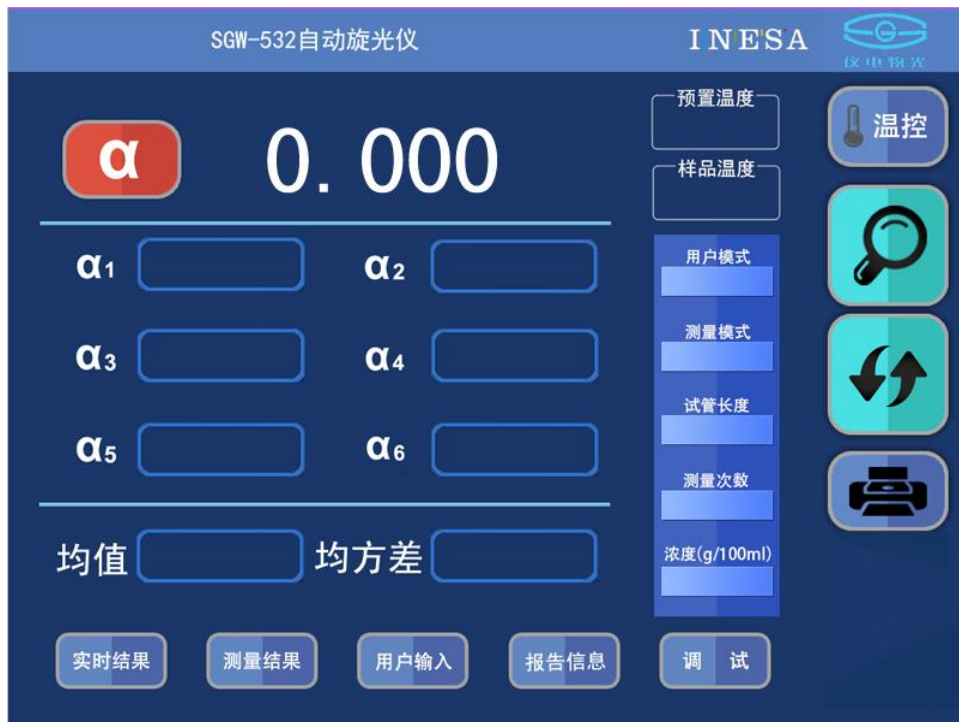 SGW-532自动旋光仪
INESA
仪电物光
预置温度
温控
α
0.000
样品温度
α1
α2
用户模式
α3
α4
测量模式
试管长度
α5
α6
测量次数
均值
均方差
浓度(g/100ml)
实时结果
测量结果
用户输入
报告信息
调 试